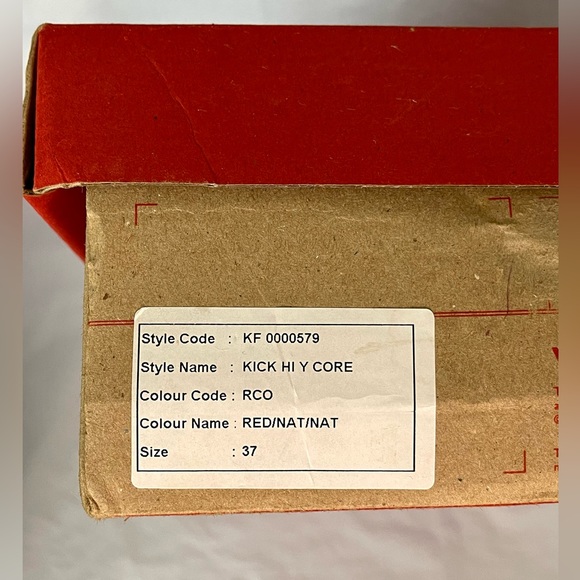 Style Code : KF 0000579
Style Name : KICK HI Y CORE
Colour Code : RCO
Colour Name : RED/NAT/NAT
Size : 37